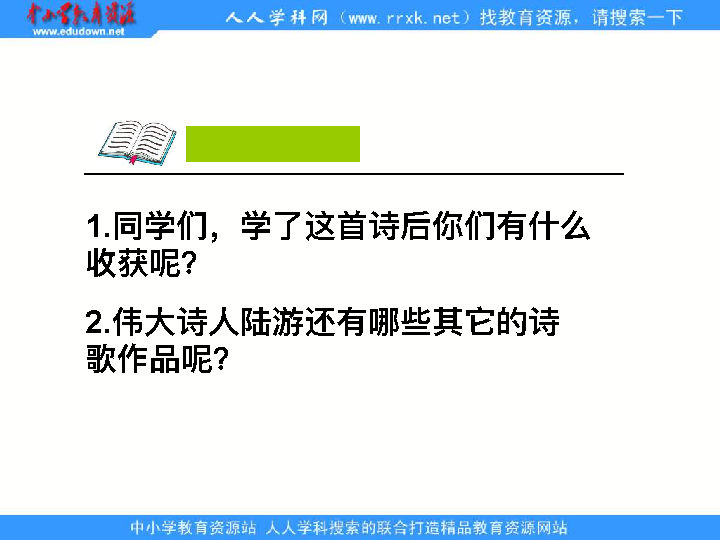 中小学教育资源
www.edudown.net
人人学科网（www.rrxk.net）找教育资源，请搜索一下
1.同学们，学了这首诗后你们有什么
收获呢？
2.伟大诗人陆游还有哪些其它的诗
歌作品呢？
中小学教育资源站 人人学科搜索的联合打造精品教育资源网站